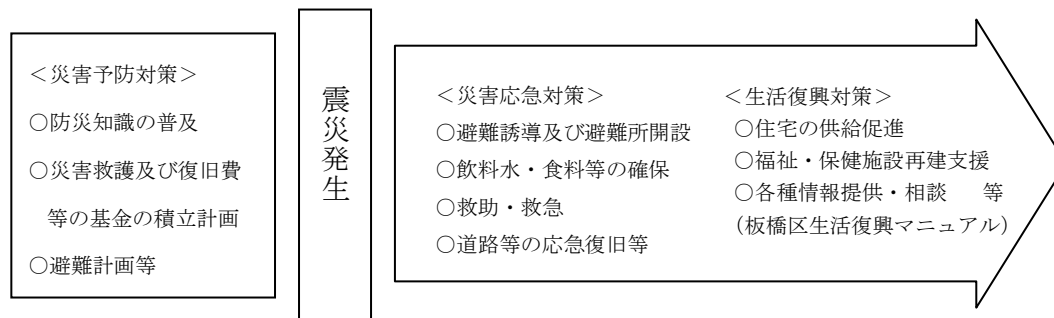 ＜災害予防対策＞
○防災知識の普及
○災害救護及び復旧費
等の基金の積立計画
○避難計画等
震災発生
＜災害応急対策＞
○避難誘導及び避難所開設
○飲料水・食料等の確保
○救助・救急
○道路等の応急復旧等
＜生活復興対策＞
○住宅の供給促進
○福祉・保健施設再建支援
○各種情報提供・相談　等
（板橋区生活復興マニュアル）